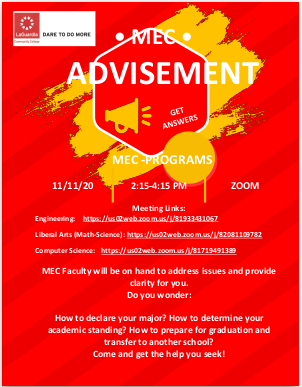 LaGuardia
Community College
DARE TO DO MORE
• MEC •
ADVISEMENT
GET
ANSWERS
MEC -PROGRAMS
11/11/20 2:15-4:15 PM ZOOM
Meeting Links:
Engineering: https://us02web.zoom.us/j/81933431067
Liberal Arts (Math-Science): https://us02web.zoom.us/j/82081109782
Computer Science: https://us02web.zoom.us/j/81719491389
MEC Faculty will be on hand to address issues and provide
clarity for you.
Do you wonder:
How to declare your major? How to determine your
academic standing? How to prepare for graduation and
transfer to another school?
Come and get the help you seek!